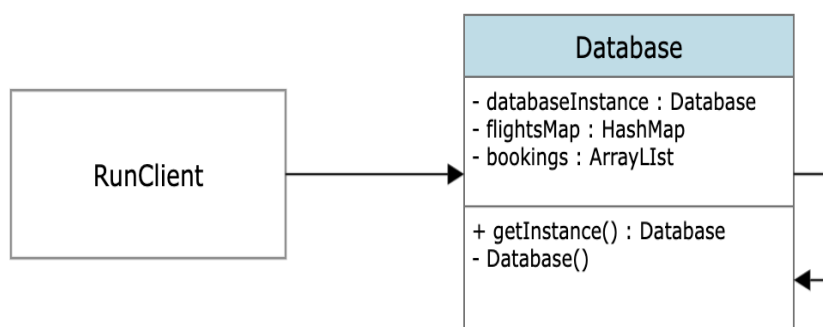 RunClient
Database
- databaseInstance : Database
- flightsMap : HashMap
- bookings : ArrayLIst
+ getInstance() : Database
- Database()